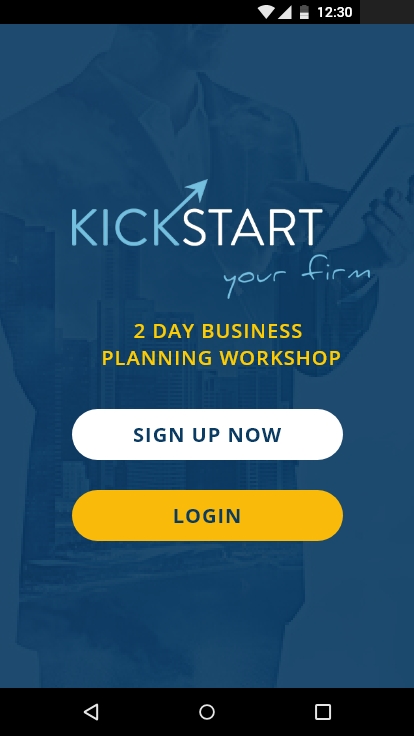 12:30
KICKSTART
your firm
2 DAY BUSINESS
PLANNING WORKSHOP
SIGN UP NOW
LOGIN